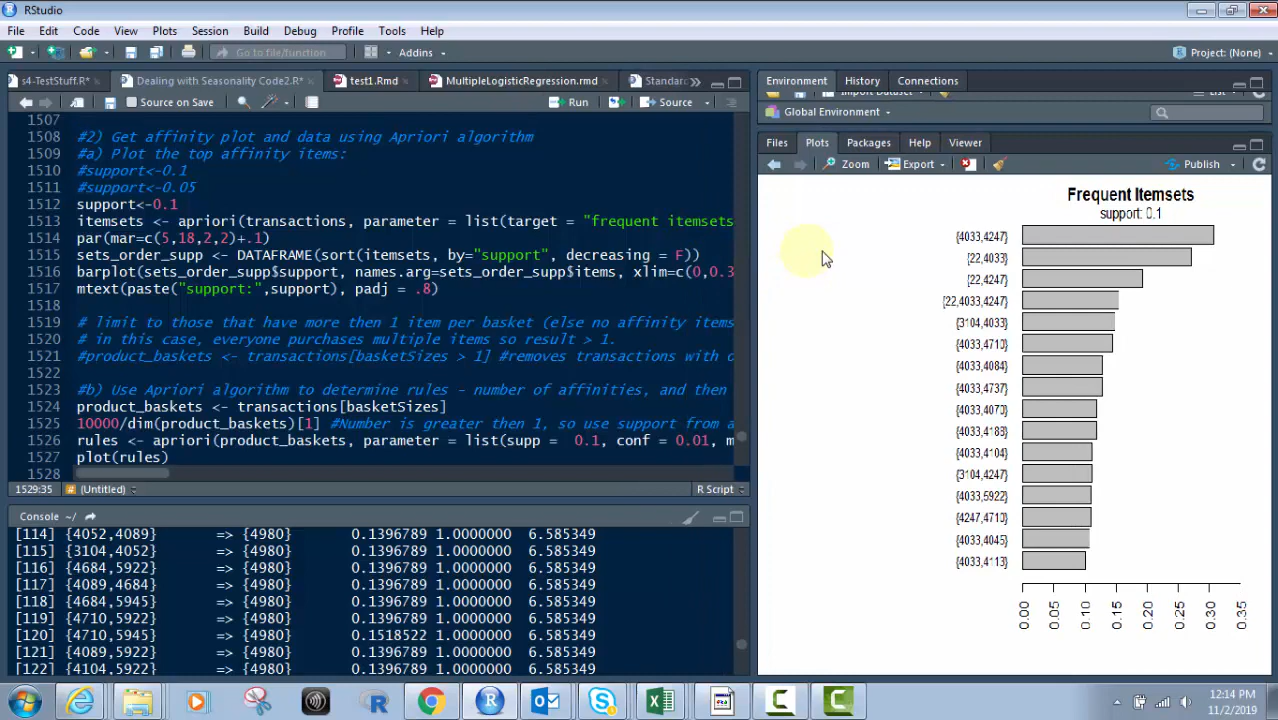 RStudio
File Edit Code View Plots Session Build Debug Profile Tools Help
Go to file/function Addins Project: (None)
s4-TestStuff.R* Dealing with Seasonality Code2.R* test1.Rmd MultipleLogisticRegression.rmd Standar
Source on Save Run Source
1507
1508 #2) Get affinity plot and data using Apriori algorithm
1509 #a) Plot the top affinity items:
1510 #support<-0.1
1511 #support<-0.05
1512 support<-0.1
1513 itemsets <- apriori(transactions, parameter = list(target = "frequent itemsets
1514 par(mar=c(5,18,2,2)+.1)
1515 sets_order_supp <- DATAFRAME(sort(itemsets, by="support", decreasing = F))
1516 barplot(sets_order_supp$support, names.arg=sets_order_supp$items, xlim=c(0,0.3
1517 mtext(paste("support:",support), padj = .8)
1518
1519 # limit to those that have more then 1 item per basket (else no affinity items
1520 # in this case, everyone purchases multiple items so result > 1.
1521 #product_baskets <- transactions[basketSizes > 1] #removes transactions with o
1522
1523 #b) Use Apriori algorithm to determine rules - number of affinities, and then
1524 product_baskets <- transactions[basketSizes]
1525 10000/dim(product_baskets)[1] #Number is greater then 1, so use support from a
1526 rules <- apriori(product_baskets, parameter = list(supp = 0.1, conf = 0.01, m
1527 plot(rules)
1528
1529:35 # (Untitled) R Script
Console ~/
[114] {4052,4089} => {4980} 0.1396789 1.0000000 6.585349
[115] {3104,4052} => {4980} 0.1396789 1.0000000 6.585349
[116] {4684,5922} => {4980} 0.1396789 1.0000000 6.585349
[117] {4089,4684} => {4980} 0.1396789 1.0000000 6.585349
[118] {4684,5945} => {4980} 0.1396789 1.0000000 6.585349
[119] {4710,5922} => {4980} 0.1396789 1.0000000 6.585349
[120] {4710,5945} => {4980} 0.1518522 1.0000000 6.585349
[121] {4089,5922} => {4980} 0.1396789 1.0000000 6.585349
[122] {4104,5922} => {4980} 0.1396789 1.0000000 6.585349
Environment History Connections
Import Dataset List
Global Environment
Files Plots Packages Help Viewer
Zoom Export Publish
Frequent Itemsets
support: 0.1
{4033,4247}
{22,4033}
{22,4247}
{22,4033,4247}
{3104,4033}
{4033,4710}
{4033,4084}
{4033,4737}
{4033,4070}
{4033,4183}
{4033,4104}
{3104,4247}
{4033,5922}
{4247,4710}
{4033,4045}
{4033,4113}
0.00 0.05 0.10 0.15 0.20 0.25 0.30 0.35
12:14 PM
11/2/2019